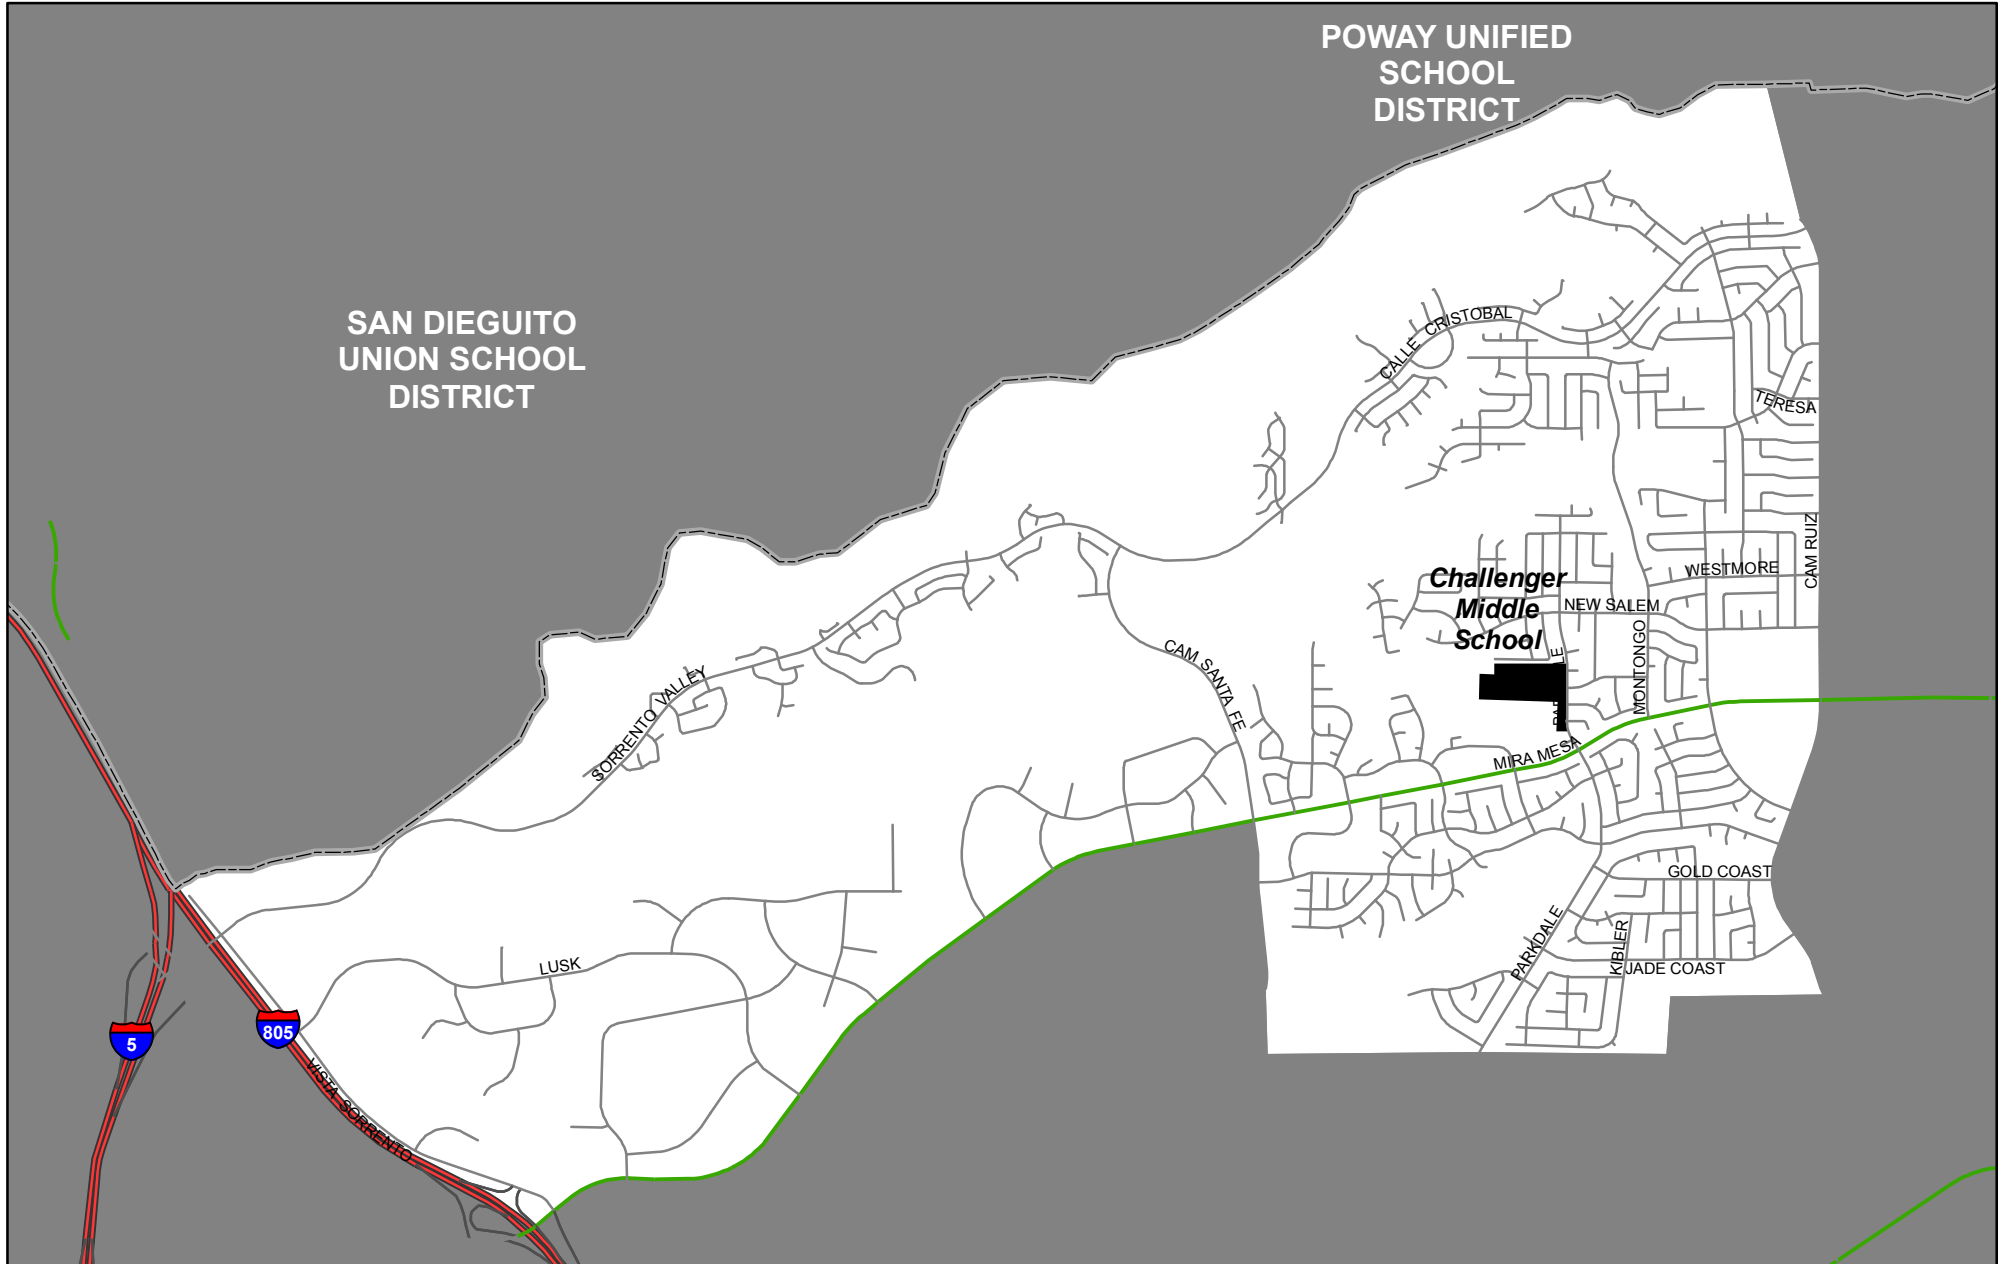 POWAY UNIFIED
SCHOOL
DISTRICT
SAN DIEGUITO
UNION SCHOOL
DISTRICT
CALLE CRISTOBAL
TERESA
CAM RUIZ
WESTMORE
NEW SALEM
Challenger
Middle
School
MONTONGO
CAM SANTA FE
SORRENTO VALLEY
MIRA MESA
GOLD COAST
PARKDALE
KIBLER
JADE COAST
LUSK
5
805
VISTA SORRENTO